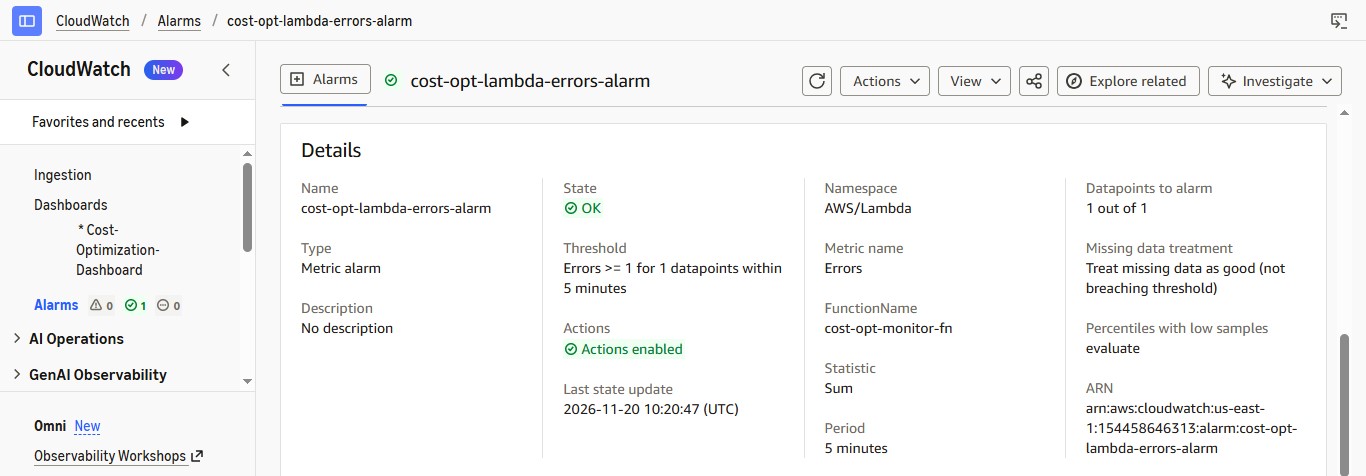 CloudWatch / Alarms / cost-opt-lambda-errors-alarm
CloudWatch New
Favorites and recents
Ingestion
Dashboards
* Cost-
Optimization-
Dashboard
Alarms 0 1 0
AI Operations
GenAI Observability
Omni New
Observability Workshops
Alarms cost-opt-lambda-errors-alarm Actions View Explore related Investigate
Details
Name
cost-opt-lambda-errors-alarm
Type
Metric alarm
Description
No description
State
OK
Threshold
Errors >= 1 for 1 datapoints within
5 minutes
Actions
Actions enabled
Last state update
2026-11-20 10:20:47 (UTC)
Namespace
AWS/Lambda
Metric name
Errors
FunctionName
cost-opt-monitor-fn
Statistic
Sum
Period
5 minutes
Datapoints to alarm
1 out of 1
Missing data treatment
Treat missing data as good (not
breaching threshold)
Percentiles with low samples
evaluate
ARN
arn:aws:cloudwatch:us-east-
1:154458646313:alarm:cost-opt-
lambda-errors-alarm